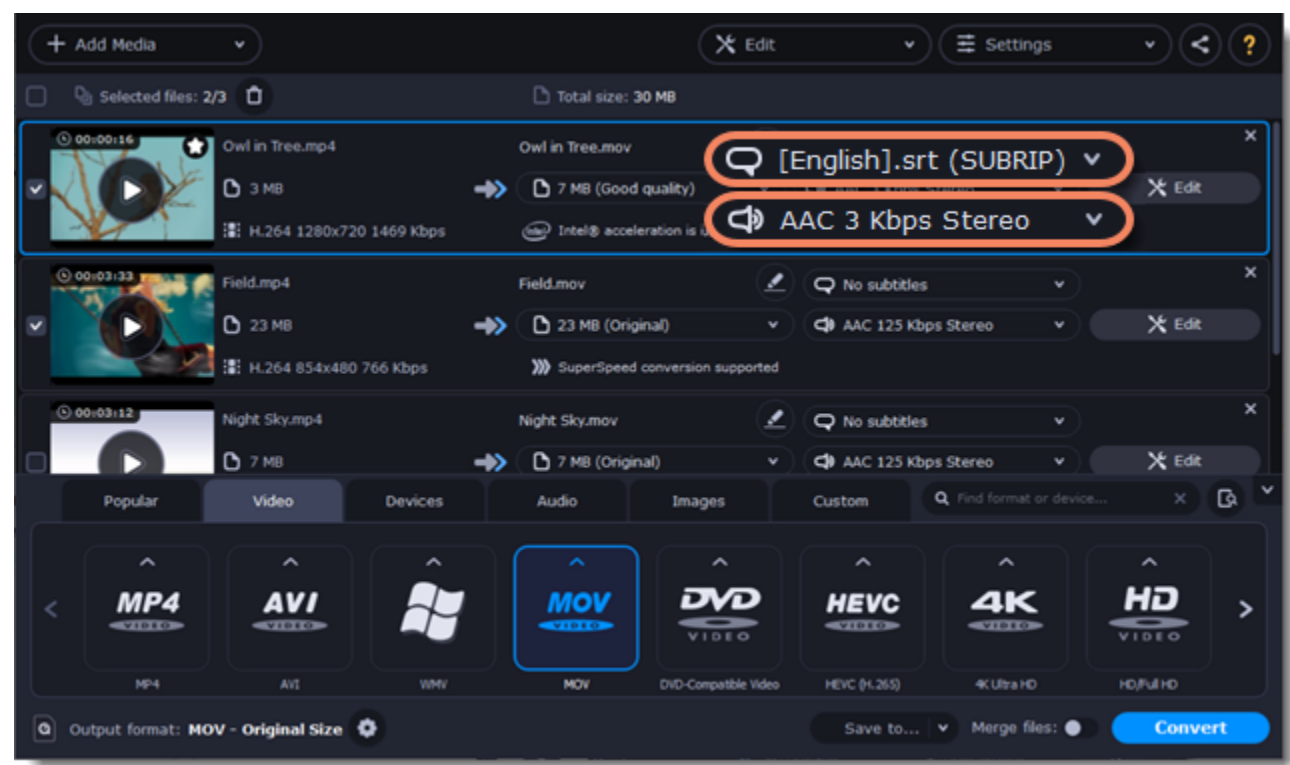 Add Media
Edit
Settings
?
Selected files: 2/3
Total size: 30 MB
00:00:16
Owl in Tree.mp4
Owl in Tree.mov
[English].srt (SUBRIP)
3 MB
7 MB (Good quality)
Edit
H.264 1280x720 1469 Kbps
intel
Intel® acceleration is
AAC 3 Kbps Stereo
00:03:33
Field.mp4
Field.mov
No subtitles
23 MB
23 MB (Original)
AAC 125 Kbps Stereo
Edit
H.264 854x480 766 Kbps
SuperSpeed conversion supported
00:03:12
Night Sky.mp4
Night Sky.mov
No subtitles
7 MB
7 MB (Original)
AAC 125 Kbps Stereo
Edit
Popular
Video
Devices
Audio
Images
Custom
Find format or device...
MP4 VIDEO
AVI VIDEO
MOV VIDEO
DVD VIDEO
HEVC VIDEO
4K VIDEO
HD VIDEO
MP4
AVI
WMV
MOV
DVD-Compatible Video
HEVC (H.265)
4K Ultra HD
HD/Full HD
Output format: MOV - Original Size
Save to...
Merge files:
Convert